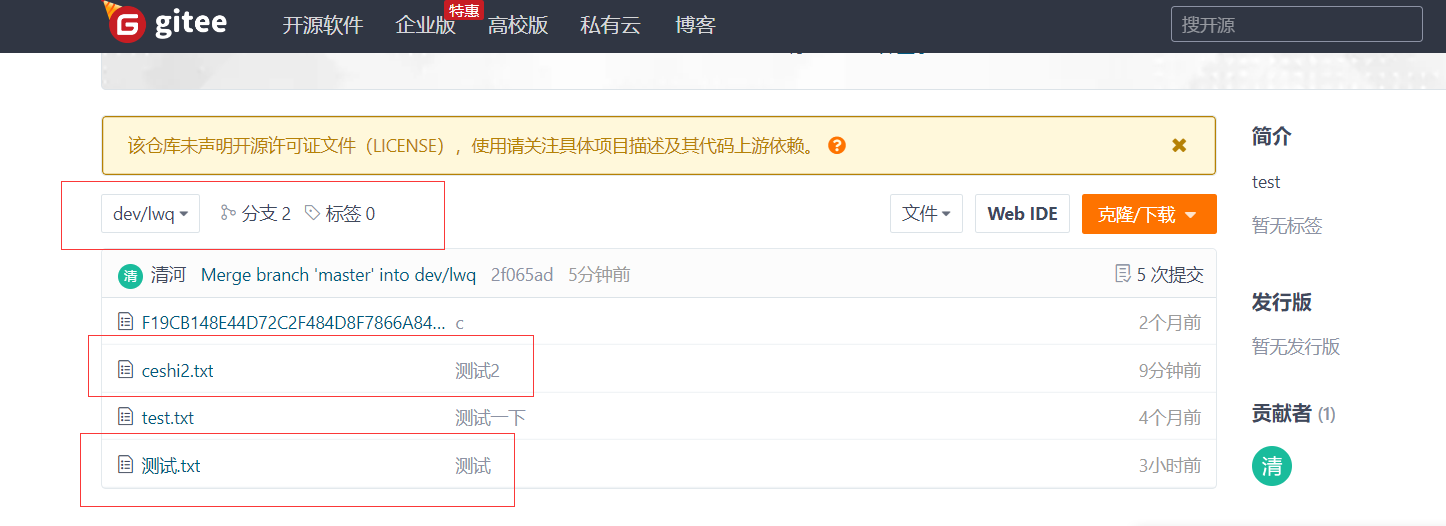 gitee 开源软件 企业版 特惠 高校版 私有云 博客 搜开源
该仓库未声明开源许可证文件（LICENSE），使用请关注具体项目描述及其代码上游依赖。
简介
test
暂无标签
dev/lwq 分支 2 标签 0 文件 Web IDE 克隆/下载
清 清河 Merge branch 'master' into dev/lwq 2f065ad 5分钟前 5 次提交
F19CB148E44D72C2F484D8F7866A84... c 2个月前
ceshi2.txt 测试2 9分钟前
test.txt 测试一下 4个月前
测试.txt 测试 3小时前
发行版
暂无发行版
贡献者 (1)
清